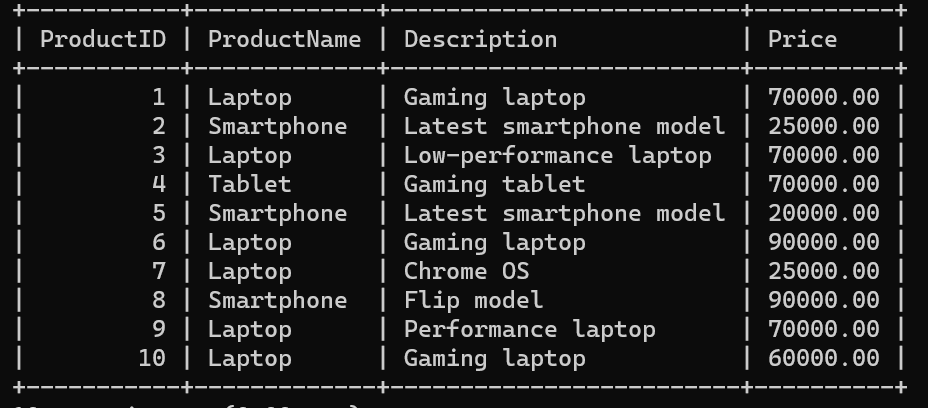 +-----------+--------------+-------------------------+----------+
| ProductID | ProductName | Description | Price |
+-----------+--------------+-------------------------+----------+
| 1 | Laptop | Gaming laptop | 70000.00 |
| 2 | Smartphone | Latest smartphone model | 25000.00 |
| 3 | Laptop | Low-performance laptop | 70000.00 |
| 4 | Tablet | Gaming tablet | 70000.00 |
| 5 | Smartphone | Latest smartphone model | 20000.00 |
| 6 | Laptop | Gaming laptop | 90000.00 |
| 7 | Laptop | Chrome OS | 25000.00 |
| 8 | Smartphone | Flip model | 90000.00 |
| 9 | Laptop | Performance laptop | 70000.00 |
| 10 | Laptop | Gaming laptop | 60000.00 |
+-----------+--------------+-------------------------+----------+